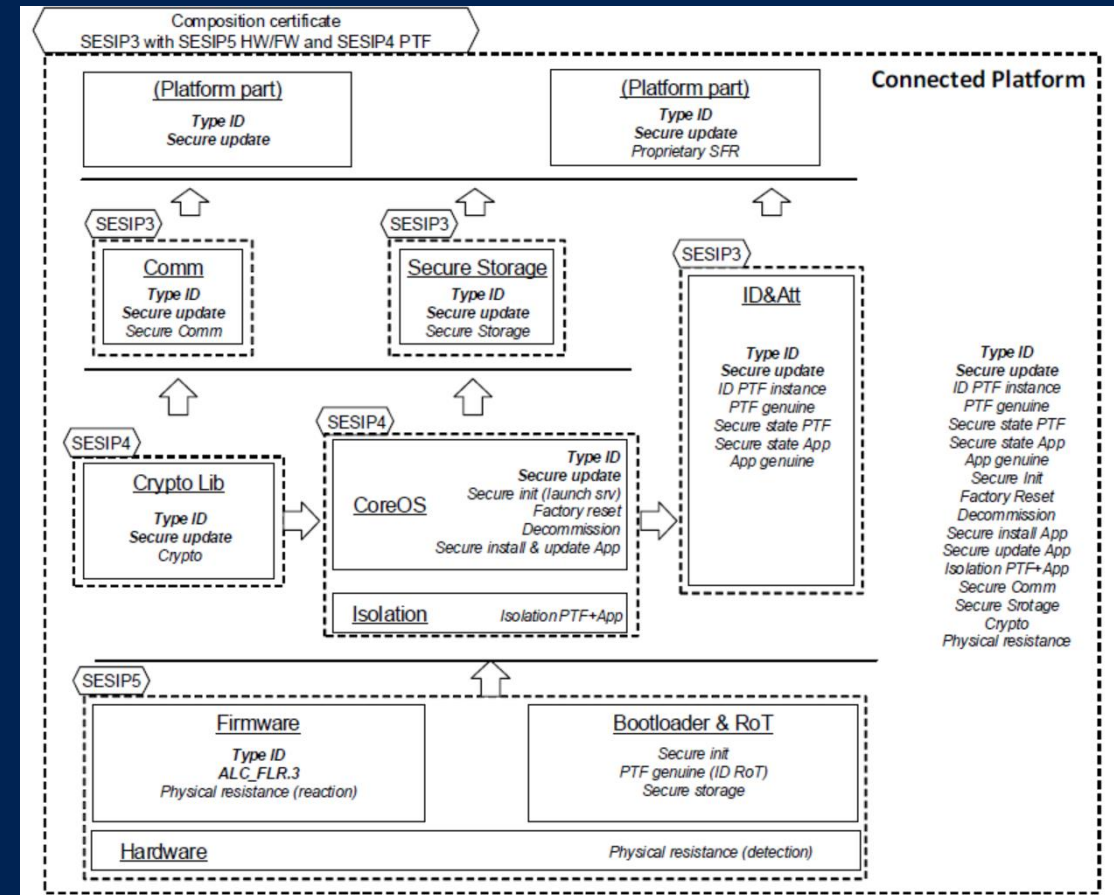 Composition certificate
SESIP3 with SESIP5 HW/FW and SESIP4 PTF
Connected Platform
(Platform part)
Type ID
Secure update
(Platform part)
Type ID
Secure update
Proprietary SFR
SESIP3
Comm
Type ID
Secure update
Secure Comm
SESIP3
Secure Storage
Type ID
Secure update
Secure Storage
SESIP3
ID&Att
Type ID
Secure update
ID PTF instance
PTF genuine
Secure state PTF
Secure state App
App genuine
Type ID
Secure update
ID PTF instance
PTF genuine
Secure state PTF
Secure state App
App genuine
Secure Init
Factory Reset
Decommission
Secure install App
Secure update App
Isolation PTF+App
Secure Comm
Secure Srotage
Crypto
Physical resistance
SESIP4
Crypto Lib
Type ID
Secure update
Crypto
SESIP4
CoreOS
Type ID
Secure update
Secure init (launch srv)
Factory reset
Decommission
Secure install & update App
Isolation
Isolation PTF+App
SESIP5
Firmware
Type ID
ALC_FLR.3
Physical resistance (reaction)
Bootloader & RoT
Secure init
PTF genuine (ID RoT)
Secure storage
Hardware
Physical resistance (detection)